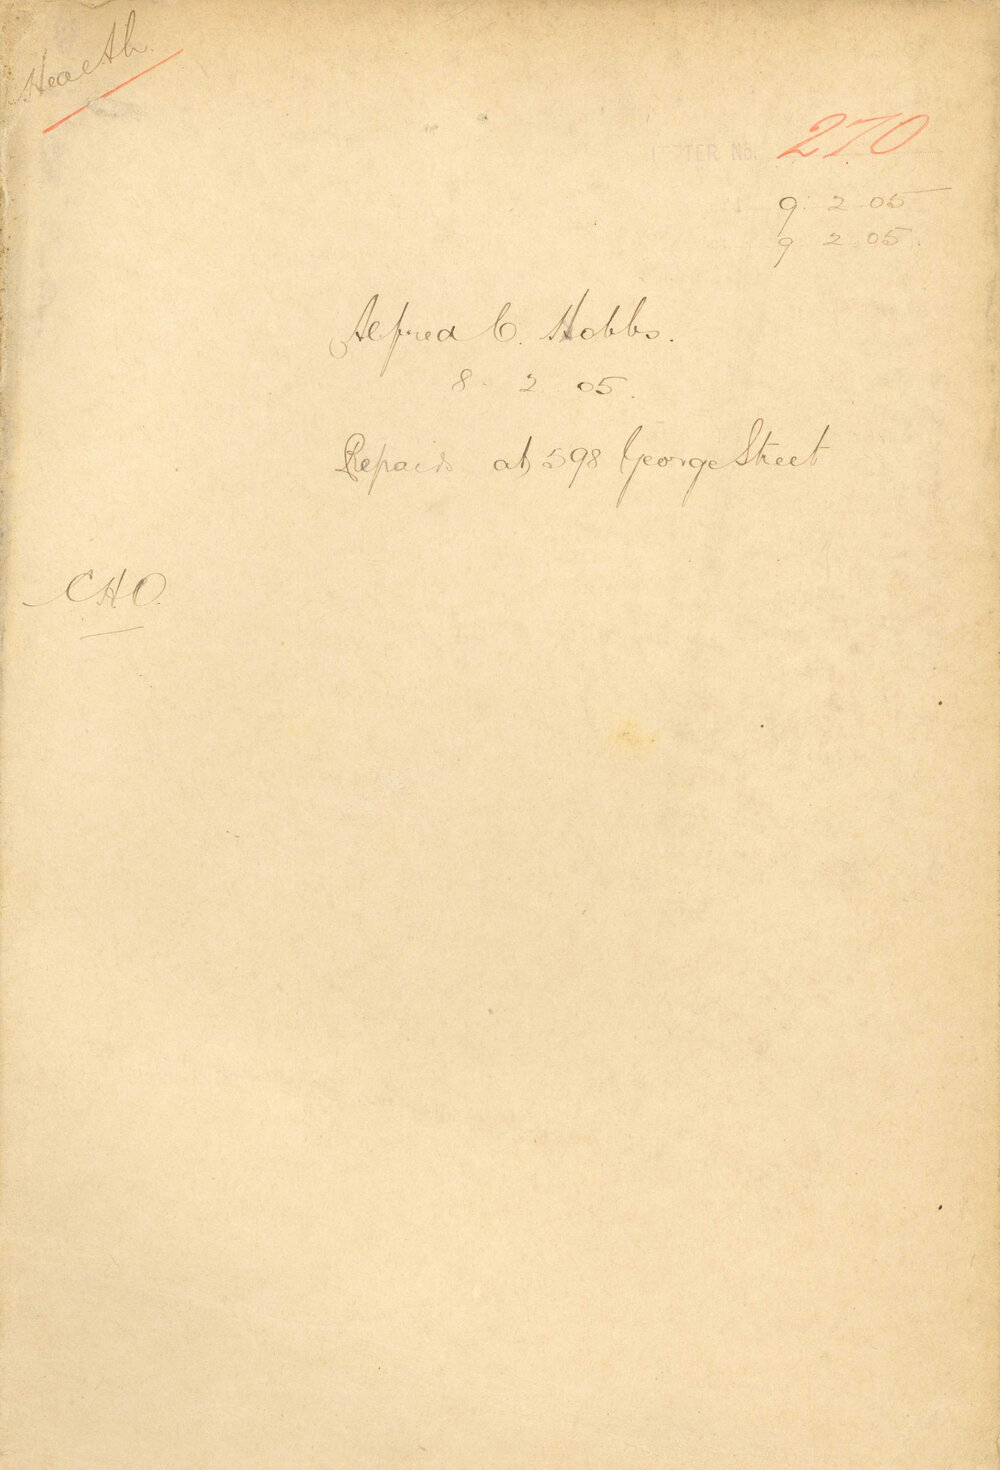 Health.
LETTER No. 270
9. 2 05
9 2 05.
Alfred C. Hobbs.
8. 2 05.
Repairs at 598 George Street
CHO.